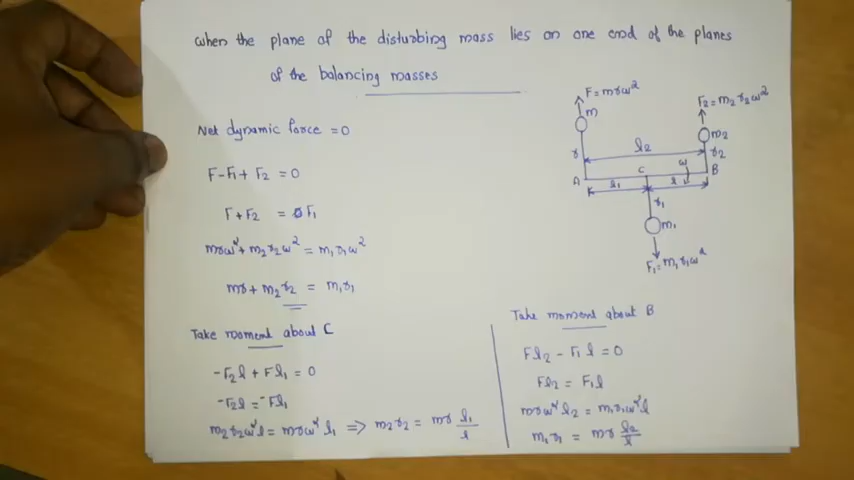 when the plane of the disturbing mass lies on one end of the planes
of the balancing masses
Net dynamic force = 0
F-F1 + F2 = 0
F+F2 = F1
mrω²+m2r2ω² = m1r1ω²
mr + m2r2 = m1r1
Take moment about C
-F2l + Fl1 = 0
-F2l = -Fl1
m2r2ω²l = mrω²l1 ⇒ m2r2 = mr l1/l
F=mrω²
m
r
F2=m2r2ω²
m2
r2
l2
A
C
ω
B
l1
l
r1
m1
F1=m1r1ω²
Take moment about B
Fl2 - F1l = 0
Fl2 = F1l
mrω²l2 = m1r1ω²l
m1r1 = mr l2/l